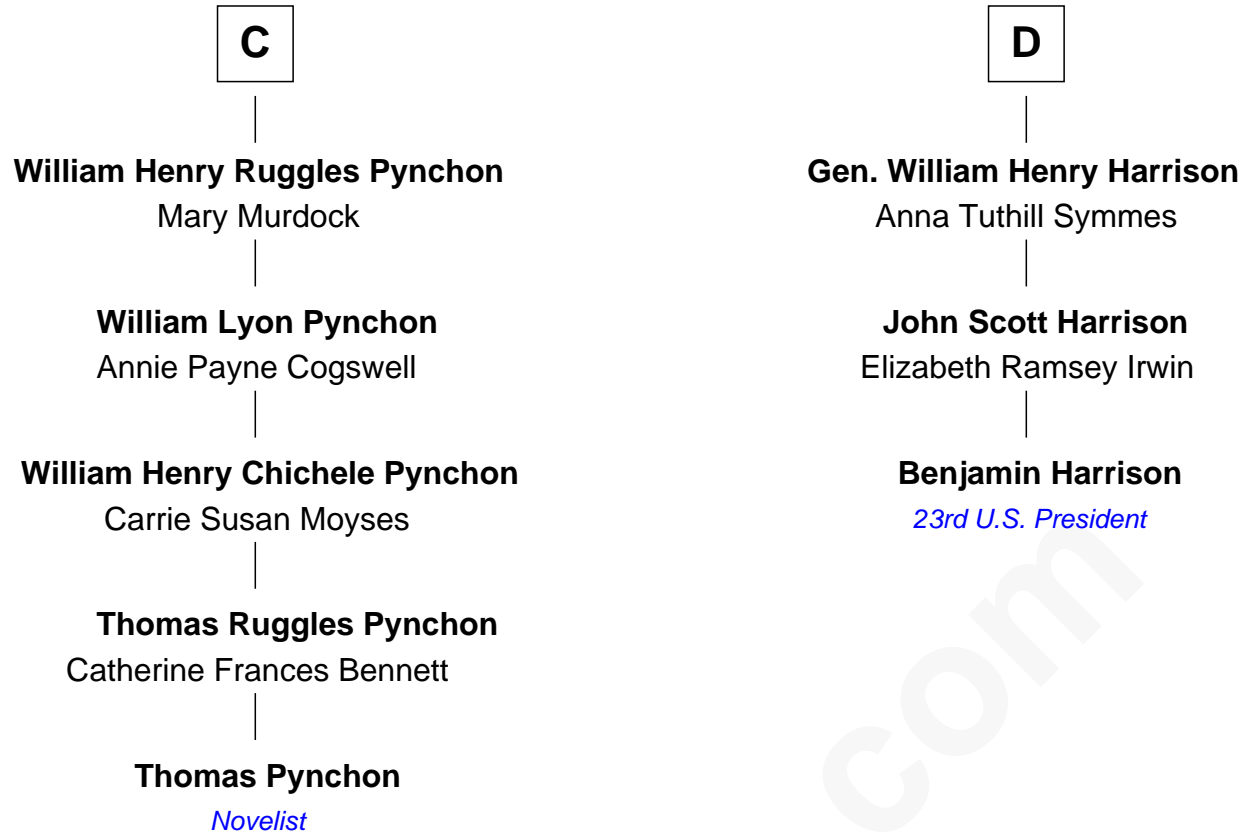 C
William Henry Ruggles Pynchon
Mary Murdock
William Lyon Pynchon
Annie Payne Cogswell
William Henry Chichele Pynchon
Carrie Susan Moyses
Thomas Ruggles Pynchon
Catherine Frances Bennett
Thomas Pynchon
Novelist
D
Gen. William Henry Harrison
Anna Tuthill Symmes
John Scott Harrison
Elizabeth Ramsey Irwin
Benjamin Harrison
23rd U.S. President
com